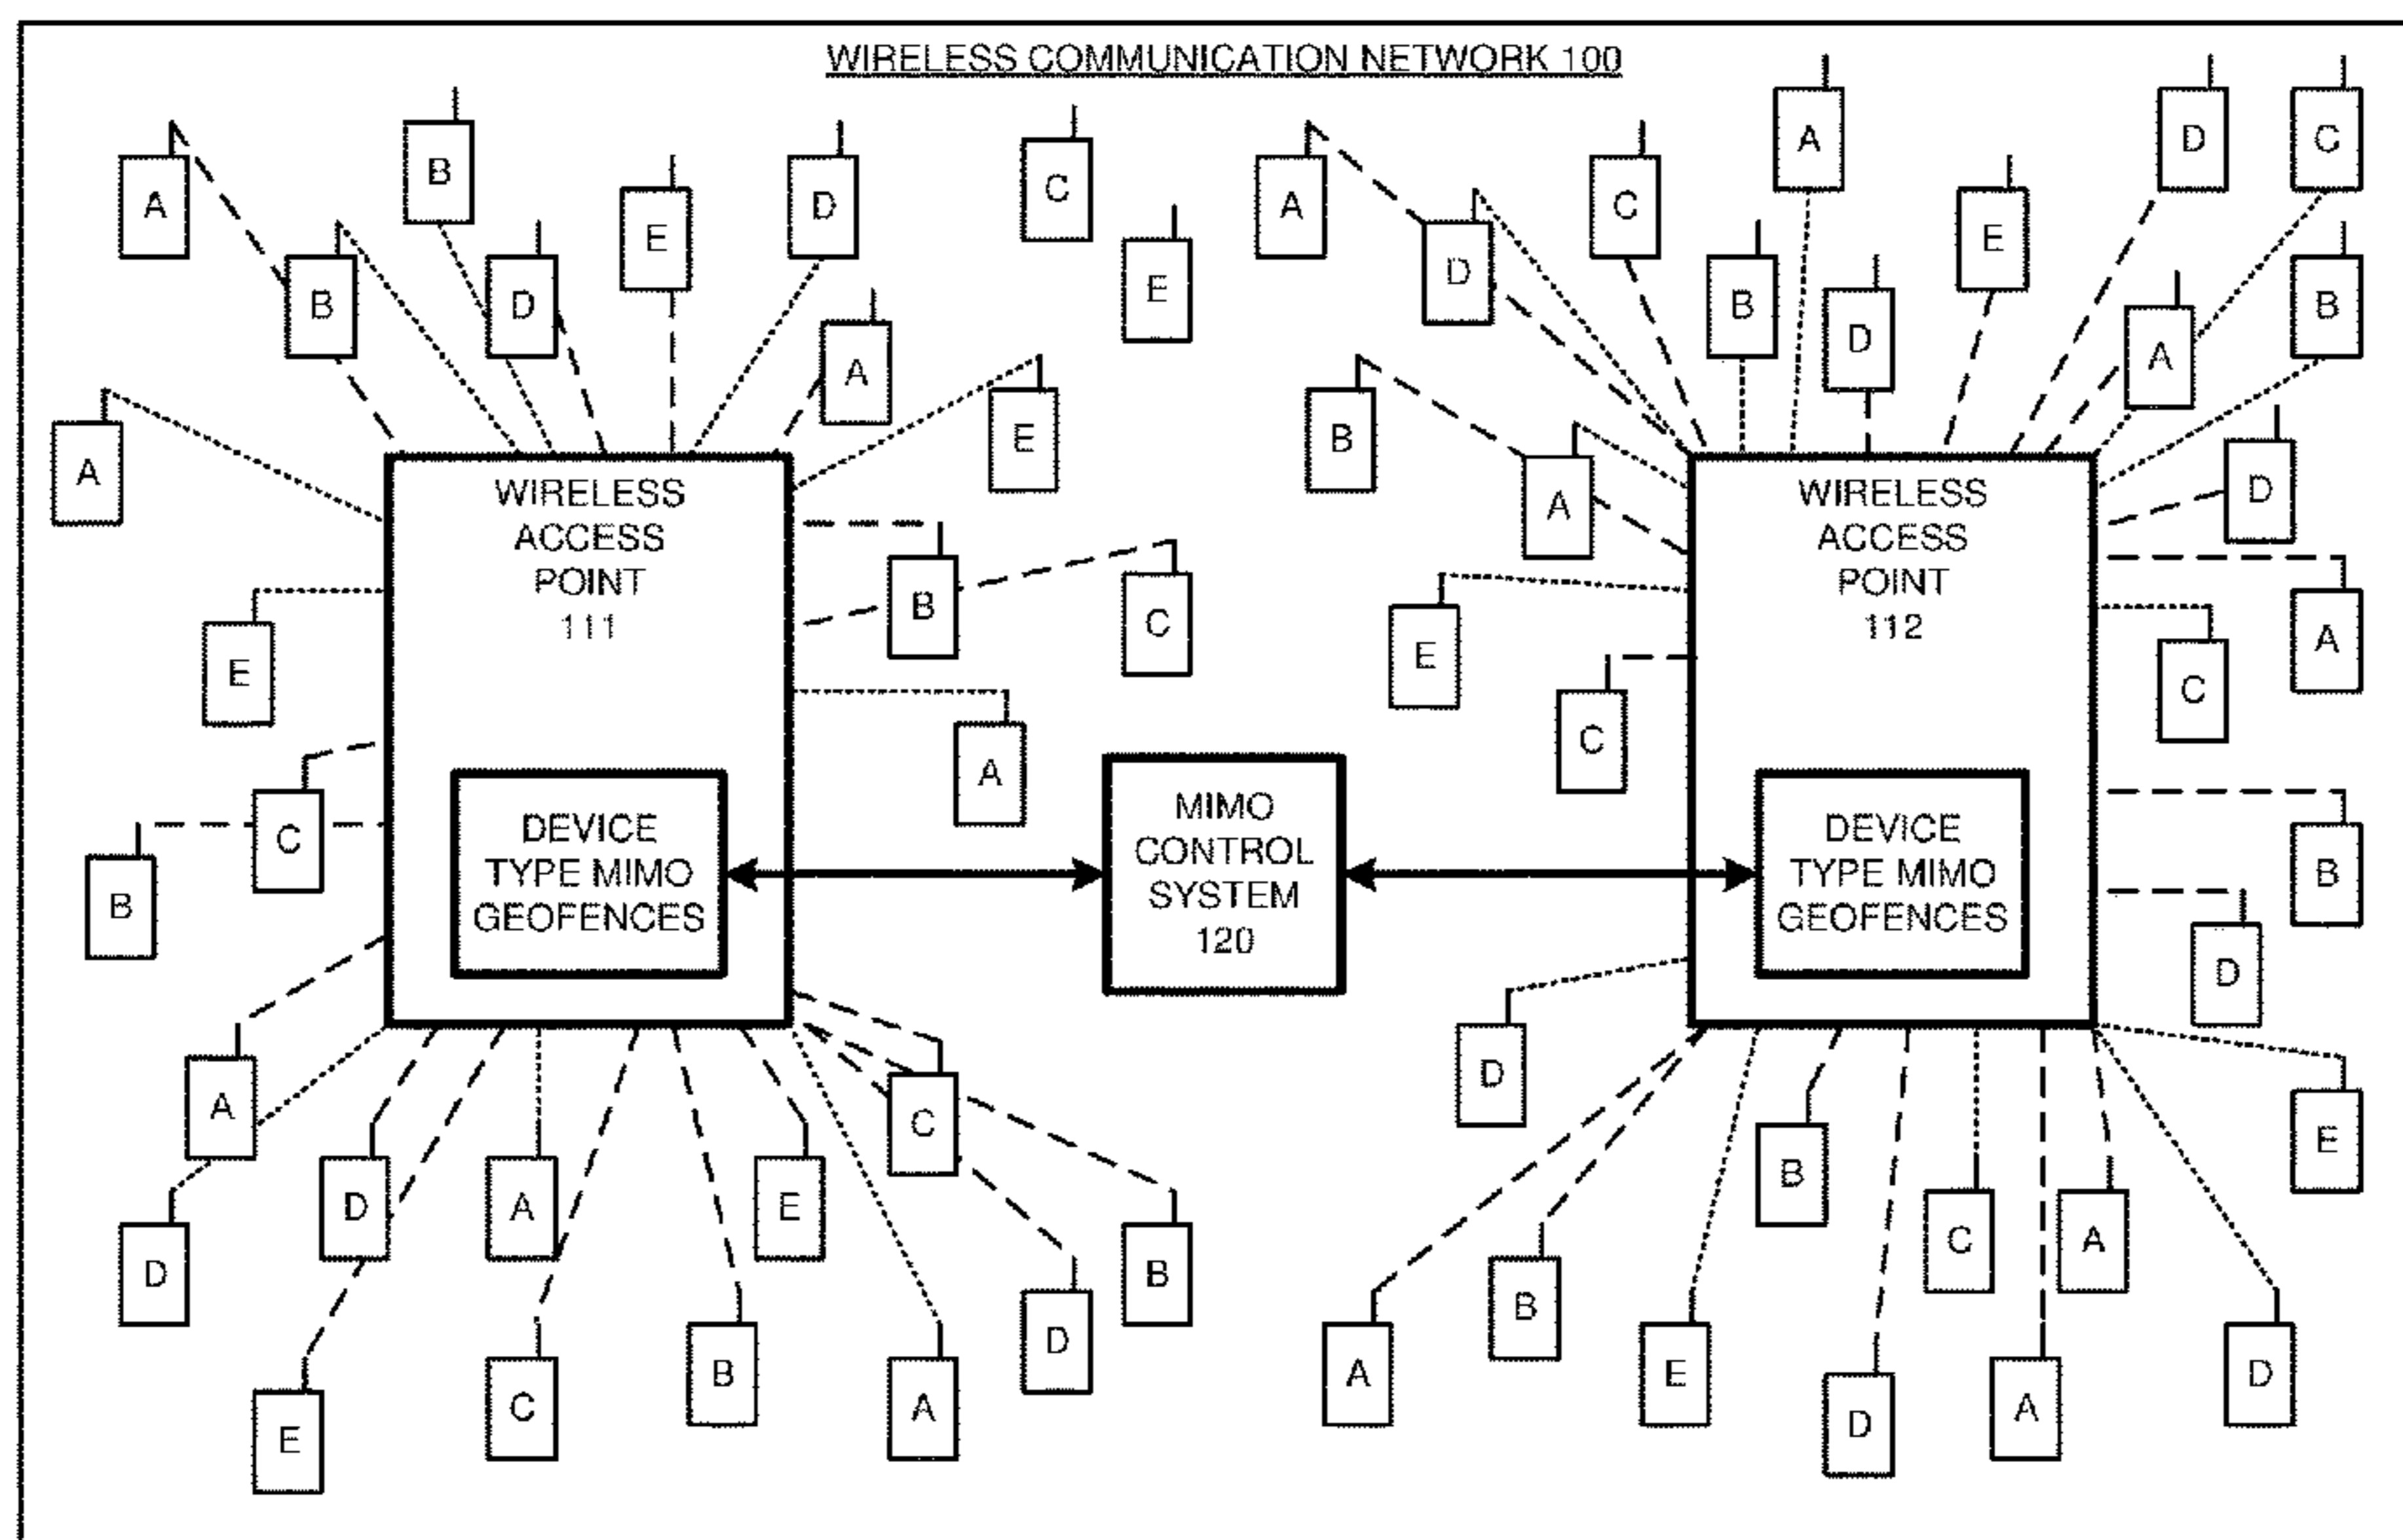 WIRELESS COMMUNICATION NETWORK 100
A
B
B
D
E
D
A
C
E
E
A
E
C
B
B
C
A
A
D
D
E
A
C
B
E
A
C
D
B
WIRELESS
ACCESS
POINT
111
DEVICE
TYPE MIMO
GEOFENCES
MIMO
CONTROL
SYSTEM
120
A
D
C
B
A
D
E
D
C
A
B
D
B
A
E
C
A
C
B
D
WIRELESS
ACCESS
POINT
112
DEVICE
TYPE MIMO
GEOFENCES
D
A
B
E
B
D
C
A
A
D
E